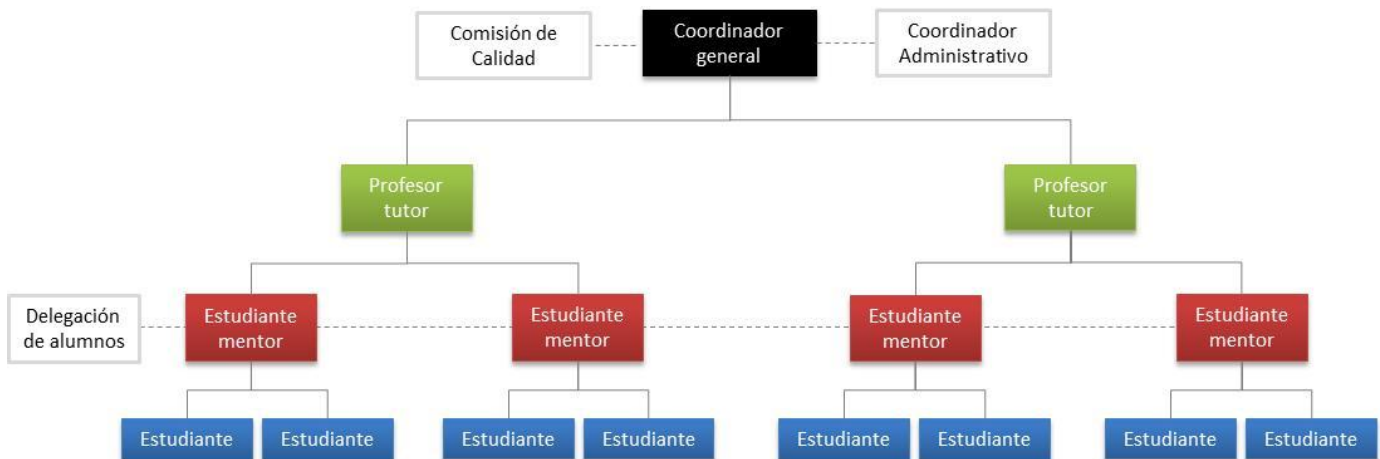 Comisión de
Calidad
Coordinador
general
Coordinador
Administrativo
Profesor
tutor
Profesor
tutor
Delegación
de alumnos
Estudiante
mentor
Estudiante
mentor
Estudiante
mentor
Estudiante
mentor
Estudiante
Estudiante
Estudiante
Estudiante
Estudiante
Estudiante
Estudiante
Estudiante